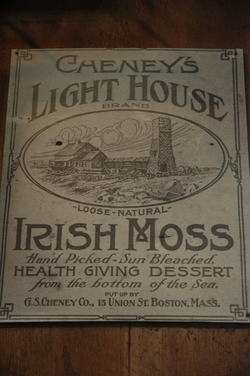 CHENEY'S
LIGHT HOUSE
BRAND
-LOOSE-NATURAL-
IRISH MOSS
Hand Picked-Sun Bleached.
HEALTH GIVING DESSERT
from the bottom of the Sea.
PUT UP BY
G.S. CHENEY CO., 15 UNION ST. BOSTON, MASS.